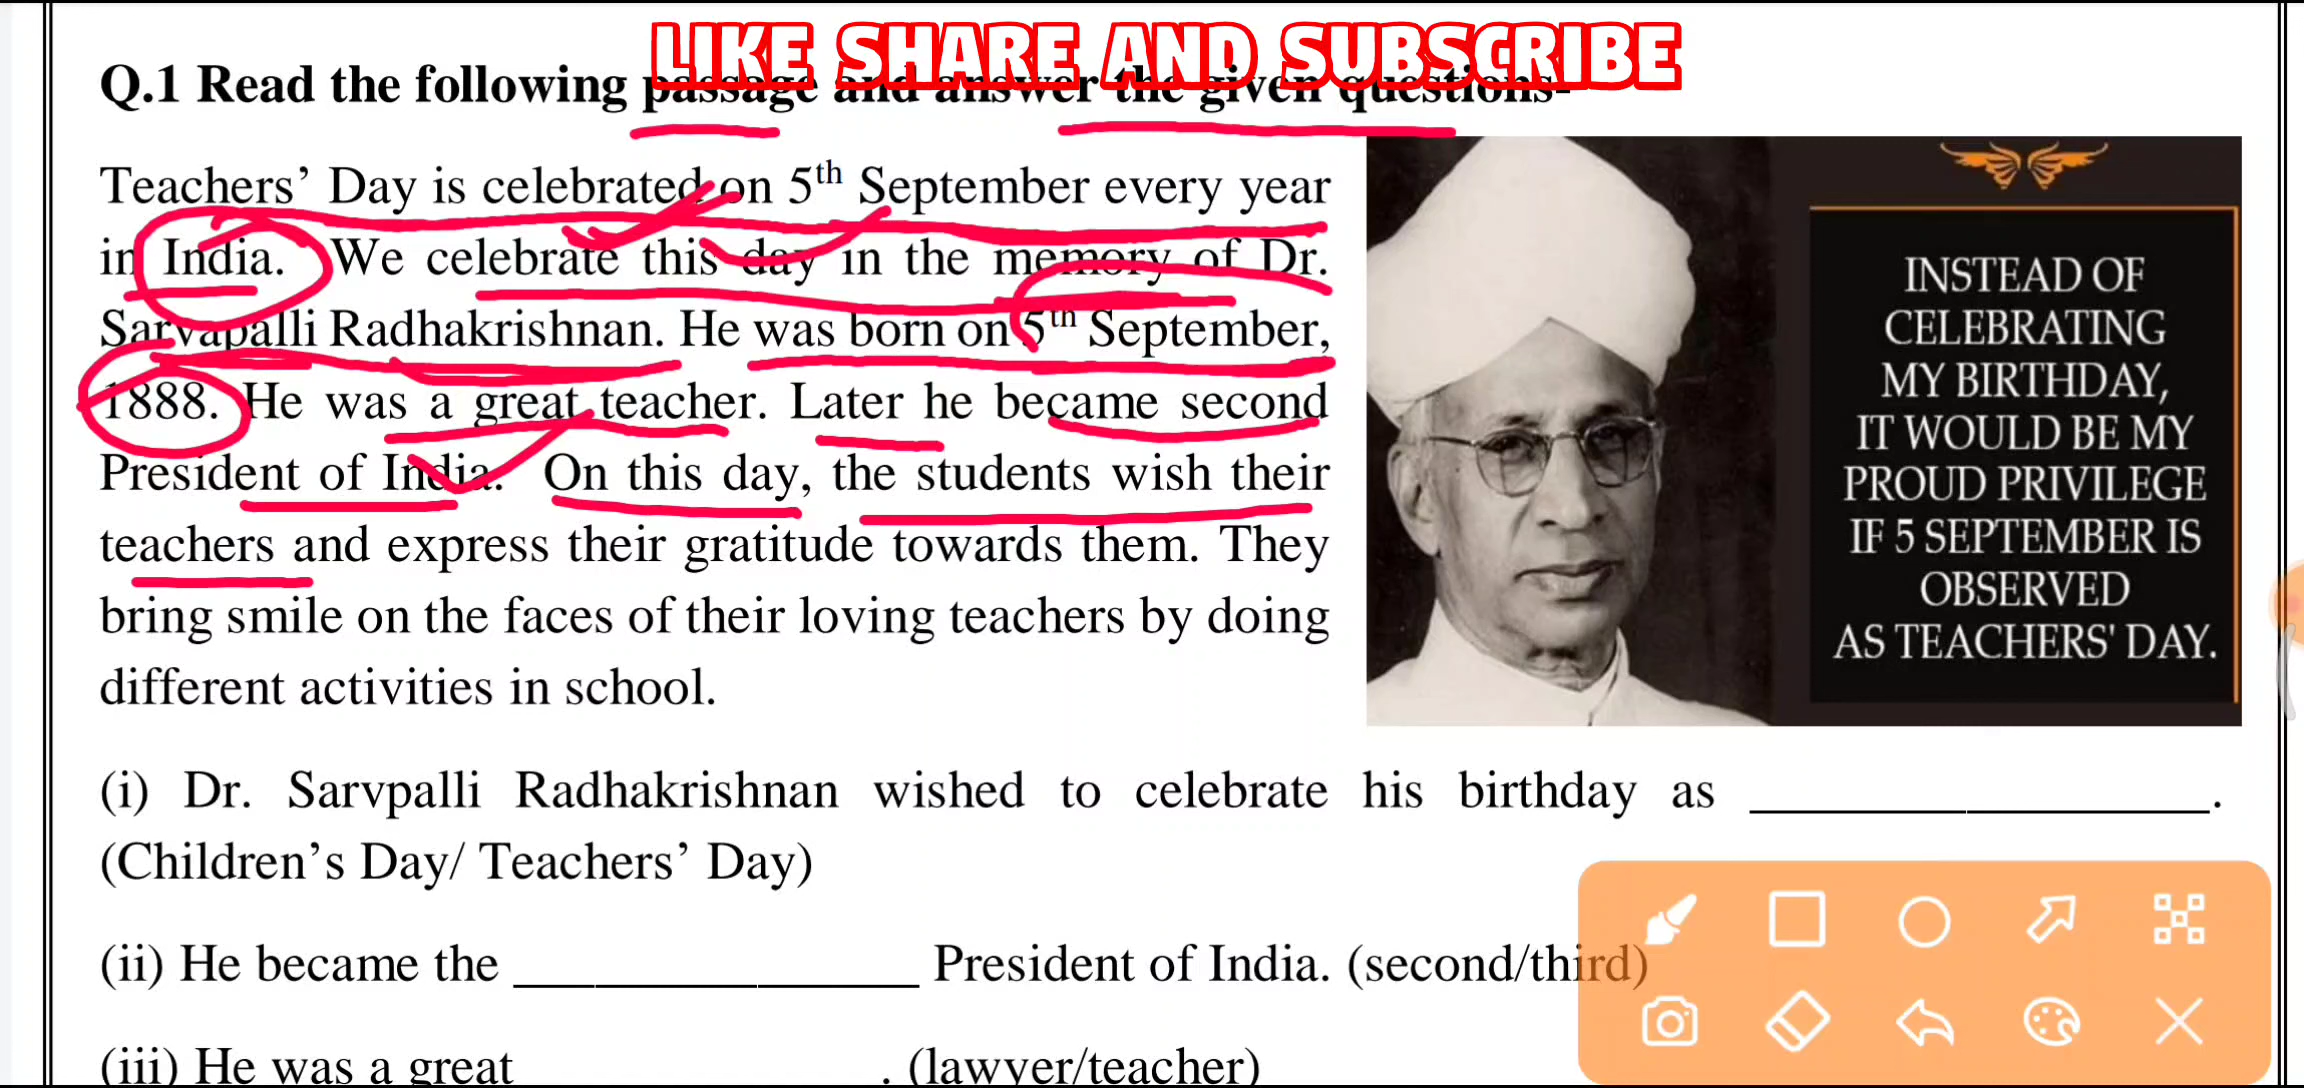 LIKE SHARE AND SUBSCRIBE
Q.1 Read the following passage and answer the given questions-
Teachers’ Day is celebrated on 5th September every year
in India. We celebrate this day in the memory of Dr.
Sarvapalli Radhakrishnan. He was born on 5th September,
1888. He was a great teacher. Later he became second
President of India. On this day, the students wish their
teachers and express their gratitude towards them. They
bring smile on the faces of their loving teachers by doing
different activities in school.
INSTEAD OF
CELEBRATING
MY BIRTHDAY,
IT WOULD BE MY
PROUD PRIVILEGE
IF 5 SEPTEMBER IS
OBSERVED
AS TEACHERS' DAY.
(i) Dr. Sarvpalli Radhakrishnan wished to celebrate his birthday as __________________.
(Children’s Day/ Teachers’ Day)
(ii) He became the ________________ President of India. (second/third)
(iii) He was a great . (lawyer/teacher)